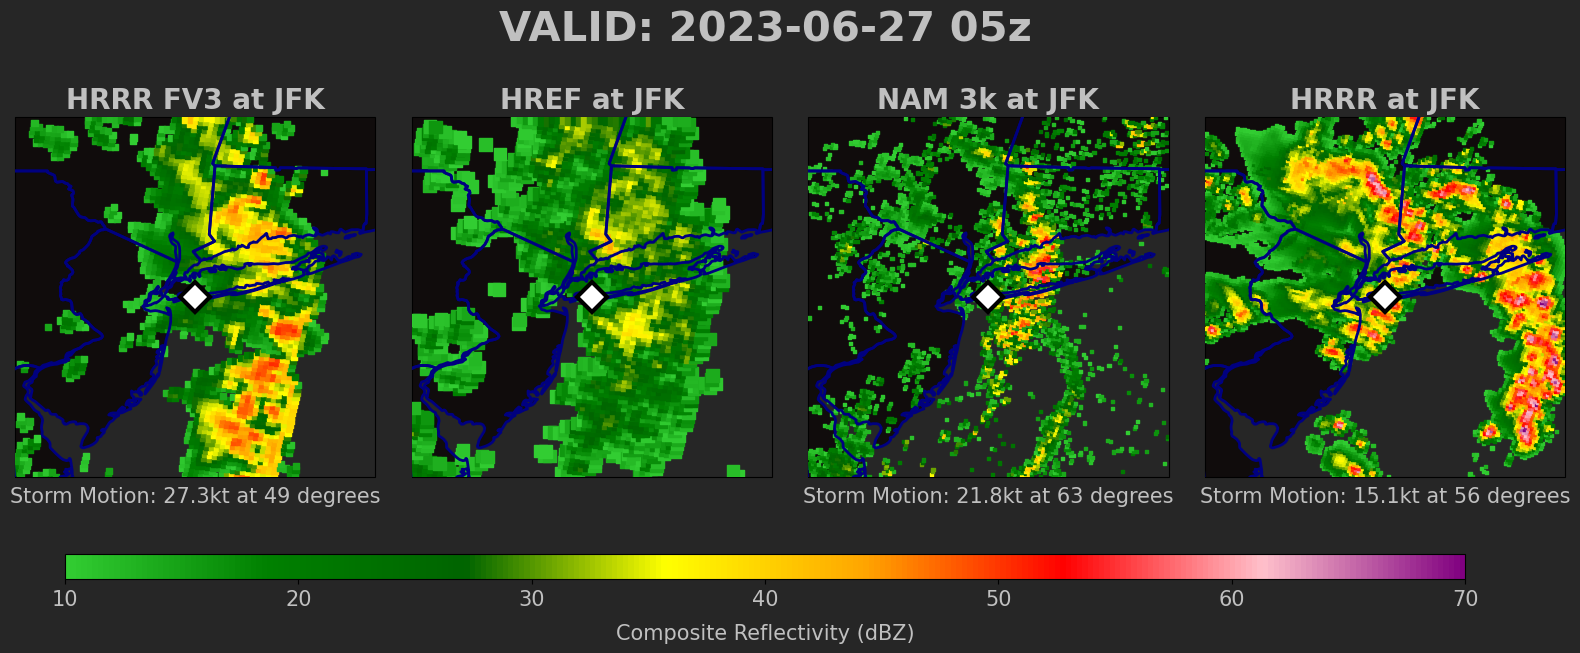 VALID: 2023-06-27 05z
HRRR FV3 at JFK
HREF at JFK
NAM 3k at JFK
HRRR at JFK
Storm Motion: 27.3kt at 49 degrees
Storm Motion: 21.8kt at 63 degrees
Storm Motion: 15.1kt at 56 degrees
10 20 30 40 50 60 70
Composite Reflectivity (dBZ)